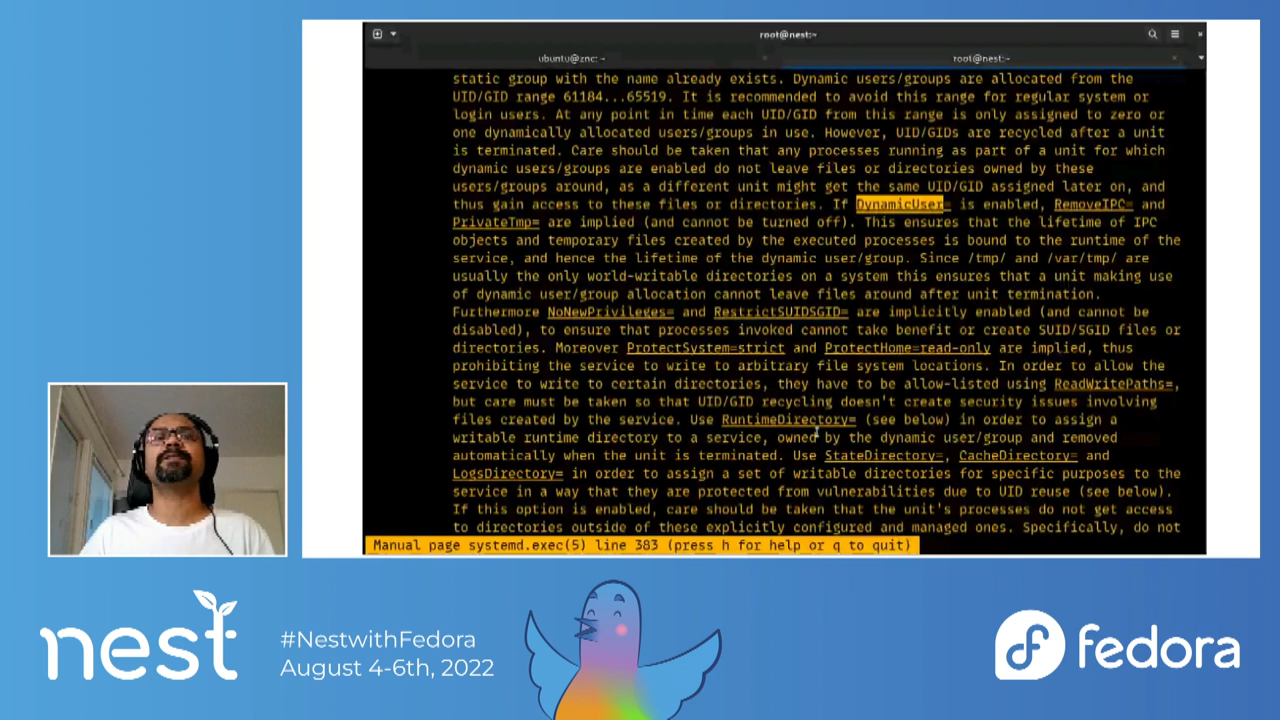 root@nest:~
ubuntu@znc: ~
root@nest:~
static group with the name already exists. Dynamic users/groups are allocated from the
UID/GID range 61184...65519. It is recommended to avoid this range for regular system or
login users. At any point in time each UID/GID from this range is only assigned to zero or
one dynamically allocated users/groups in use. However, UID/GIDs are recycled after a unit
is terminated. Care should be taken that any processes running as part of a unit for which
dynamic users/groups are enabled do not leave files or directories owned by these
users/groups around, as a different unit might get the same UID/GID assigned later on, and
thus gain access to these files or directories. If DynamicUser= is enabled, RemoveIPC= and
PrivateTmp= are implied (and cannot be turned off). This ensures that the lifetime of IPC
objects and temporary files created by the executed processes is bound to the runtime of the
service, and hence the lifetime of the dynamic user/group. Since /tmp/ and /var/tmp/ are
usually the only world-writable directories on a system this ensures that a unit making use
of dynamic user/group allocation cannot leave files around after unit termination.
Furthermore NoNewPrivileges= and RestrictSUIDSGID= are implicitly enabled (and cannot be
disabled), to ensure that processes invoked cannot take benefit or create SUID/SGID files or
directories. Moreover ProtectSystem=strict and ProtectHome=read-only are implied, thus
prohibiting the service to write to arbitrary file system locations. In order to allow the
service to write to certain directories, they have to be allow-listed using ReadWritePaths=,
but care must be taken so that UID/GID recycling doesn't create security issues involving
files created by the service. Use RuntimeDirectory= (see below) in order to assign a
writable runtime directory to a service, owned by the dynamic user/group and removed
automatically when the unit is terminated. Use StateDirectory=, CacheDirectory= and
LogsDirectory= in order to assign a set of writable directories for specific purposes to the
service in a way that they are protected from vulnerabilities due to UID reuse (see below).
If this option is enabled, care should be taken that the unit's processes do not get access
to directories outside of these explicitly configured and managed ones. Specifically, do not
Manual page systemd.exec(5) line 383 (press h for help or q to quit)
nest
#NestwithFedora
August 4-6th, 2022
fedora